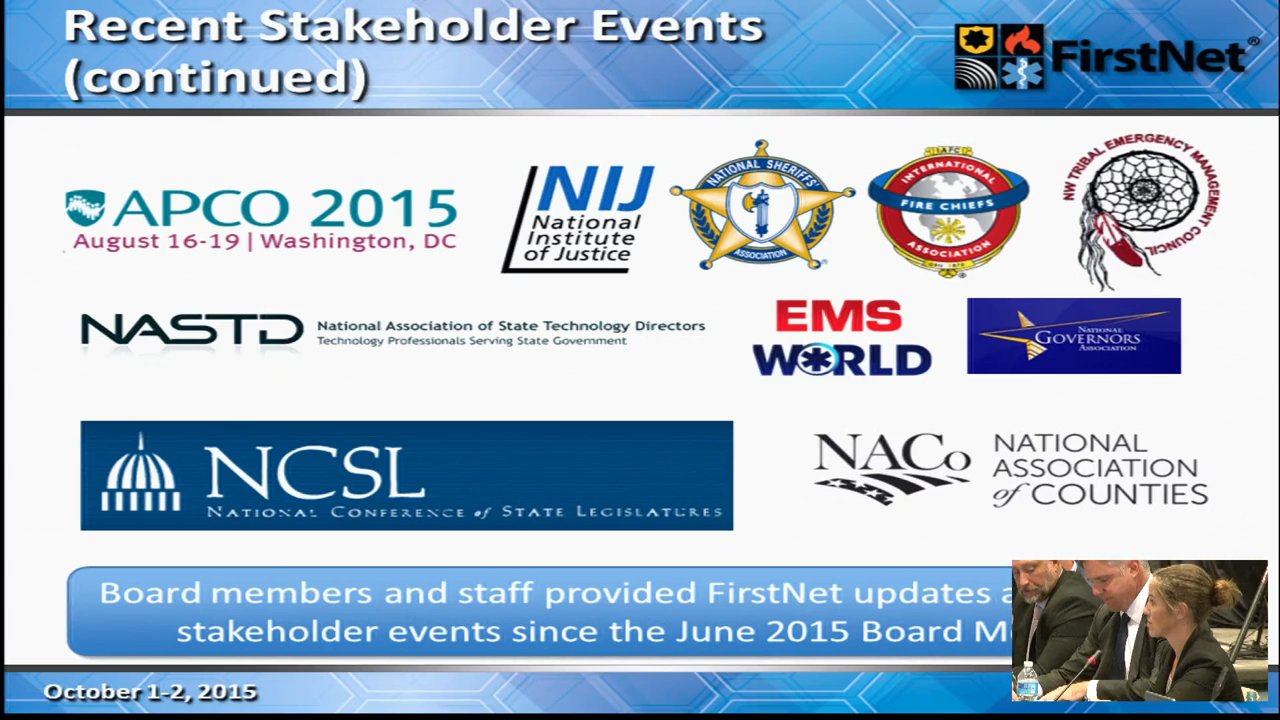 Recent Stakeholder Events
(continued)
FirstNet®
APCO 2015
August 16-19 | Washington, DC
NIJ
National
Institute
of Justice
NATIONAL SHERIFFS'
ASSOCIATION
IAFC
INTERNATIONAL
FIRE CHIEFS
ASSOCIATION
NW TRIBAL EMERGENCY MANAGEMENT COUNCIL
NASTD
National Association of State Technology Directors
Technology Professionals Serving State Government
EMS
WORLD
NATIONAL
GOVERNORS
ASSOCIATION
NCSL
NATIONAL CONFERENCE of STATE LEGISLATURES
NACo
NATIONAL
ASSOCIATION
of COUNTIES
Board members and staff provided FirstNet updates
stakeholder events since the June 2015 Board
October 1-2, 2015